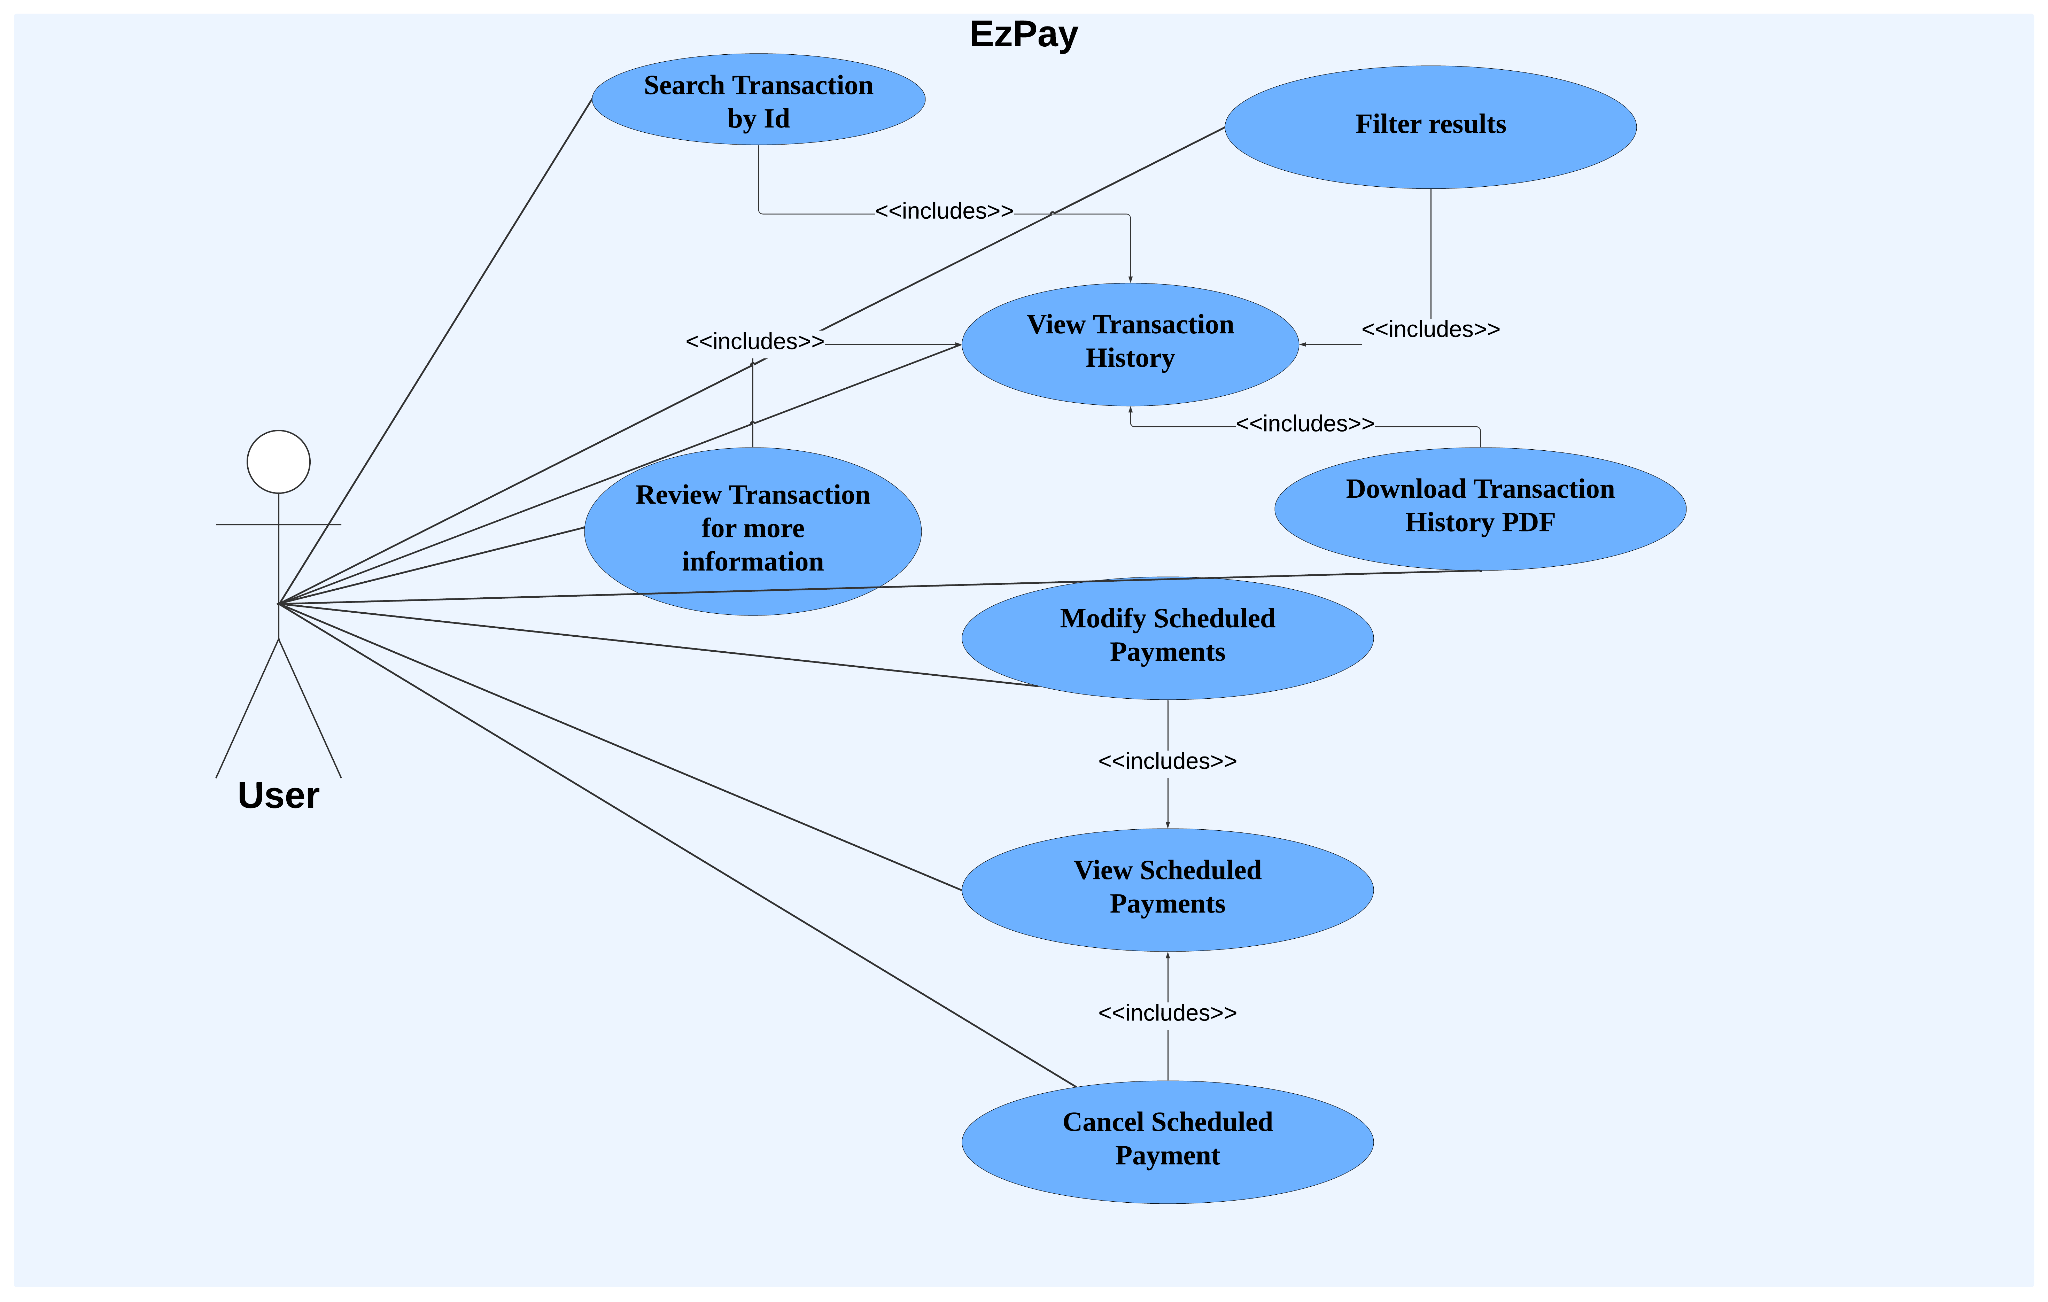 EzPay
Search Transaction
by Id
Filter results
<<includes>>
View Transaction
History
<<includes>>
<<includes>>
<<includes>>
Review Transaction
for more
information
Download Transaction
History PDF
Modify Scheduled
Payments
<<includes>>
User
View Scheduled
Payments
<<includes>>
Cancel Scheduled
Payment